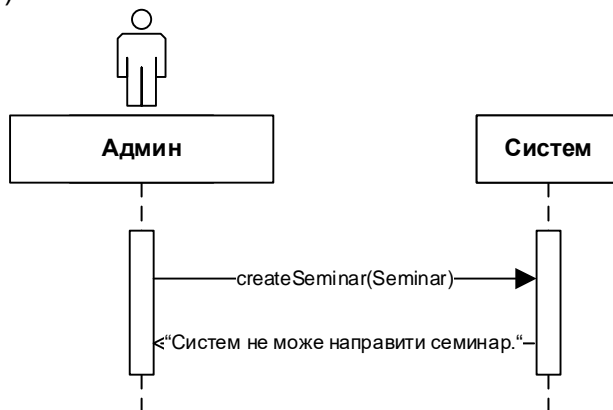 )
Админ
Систем
createSeminar(Seminar)
“Систем не може направити семинар.“